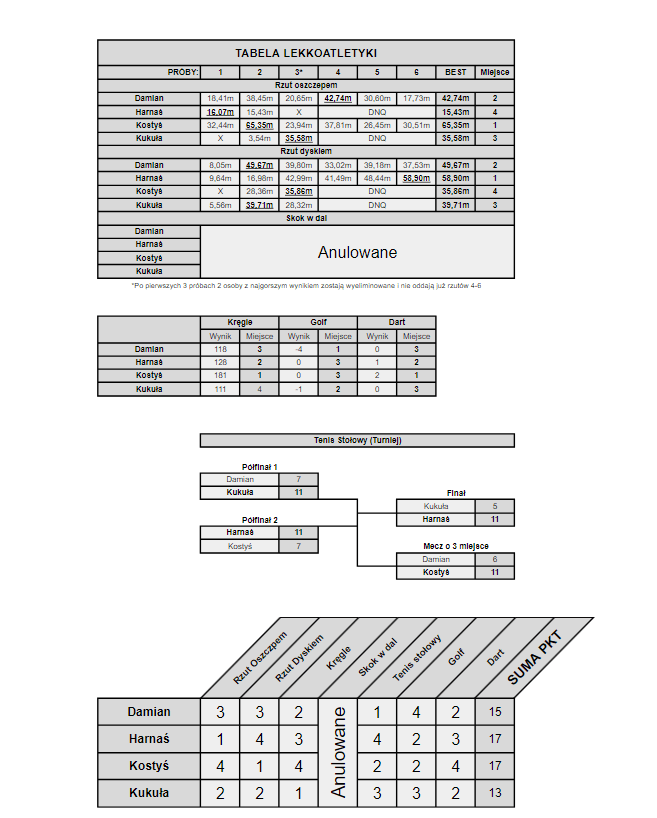 TABELA LEKKOATLETYKI
PRÓBY: 1 2 3* 4 5 6 BEST Miejsce
Rzut oszczepem
Damian 18,41m 38,45m 20,65m 42,74m 30,60m 17,73m 42,74m 2
Harnaś 16,07m 15,43m X DNQ 15,43m 4
Kostyś 32,44m 65,35m 23,94m 37,81m 26,45m 30,51m 65,35m 1
Kukuła X 3,54m 35,58m DNQ 35,58m 3
Rzut dyskiem
Damian 8,05m 49,67m 39,80m 33,02m 39,18m 37,53m 49,67m 2
Harnaś 9,64m 16,98m 42,99m 41,49m 48,44m 58,90m 58,90m 1
Kostyś X 28,36m 35,86m DNQ 35,86m 4
Kukuła 5,56m 39,71m 28,32m DNQ 39,71m 3
Skok w dal
Damian
Harnaś
Kostyś
Kukuła
Anulowane
*Po pierwszych 3 próbach 2 osoby z najgorszym wynikiem zostają wyeliminowane i nie oddają już rzutów 4-6
Kręgle Golf Dart
Wynik Miejsce Wynik Miejsce Wynik Miejsce
Damian 118 3 -4 1 0 3
Harnaś 128 2 0 3 1 2
Kostyś 181 1 0 3 2 1
Kukuła 111 4 -1 2 0 3
Tenis Stołowy (Turniej)
Półfinał 1
Damian 7
Kukuła 11
Półfinał 2
Harnaś 11
Kostyś 7
Finał
Kukuła 5
Harnaś 11
Mecz o 3 miejsce
Damian 6
Kostyś 11
Rzut Oszczpem Rzut Dyskiem Kręgle Skok w dal Tenis stołowy Golf Dart SUMA PKT
Damian 3 3 2 1 4 2 15
Harnaś 1 4 3 4 2 3 17
Kostyś 4 1 4 2 2 4 17
Kukuła 2 2 1 3 3 2 13
Anulowane